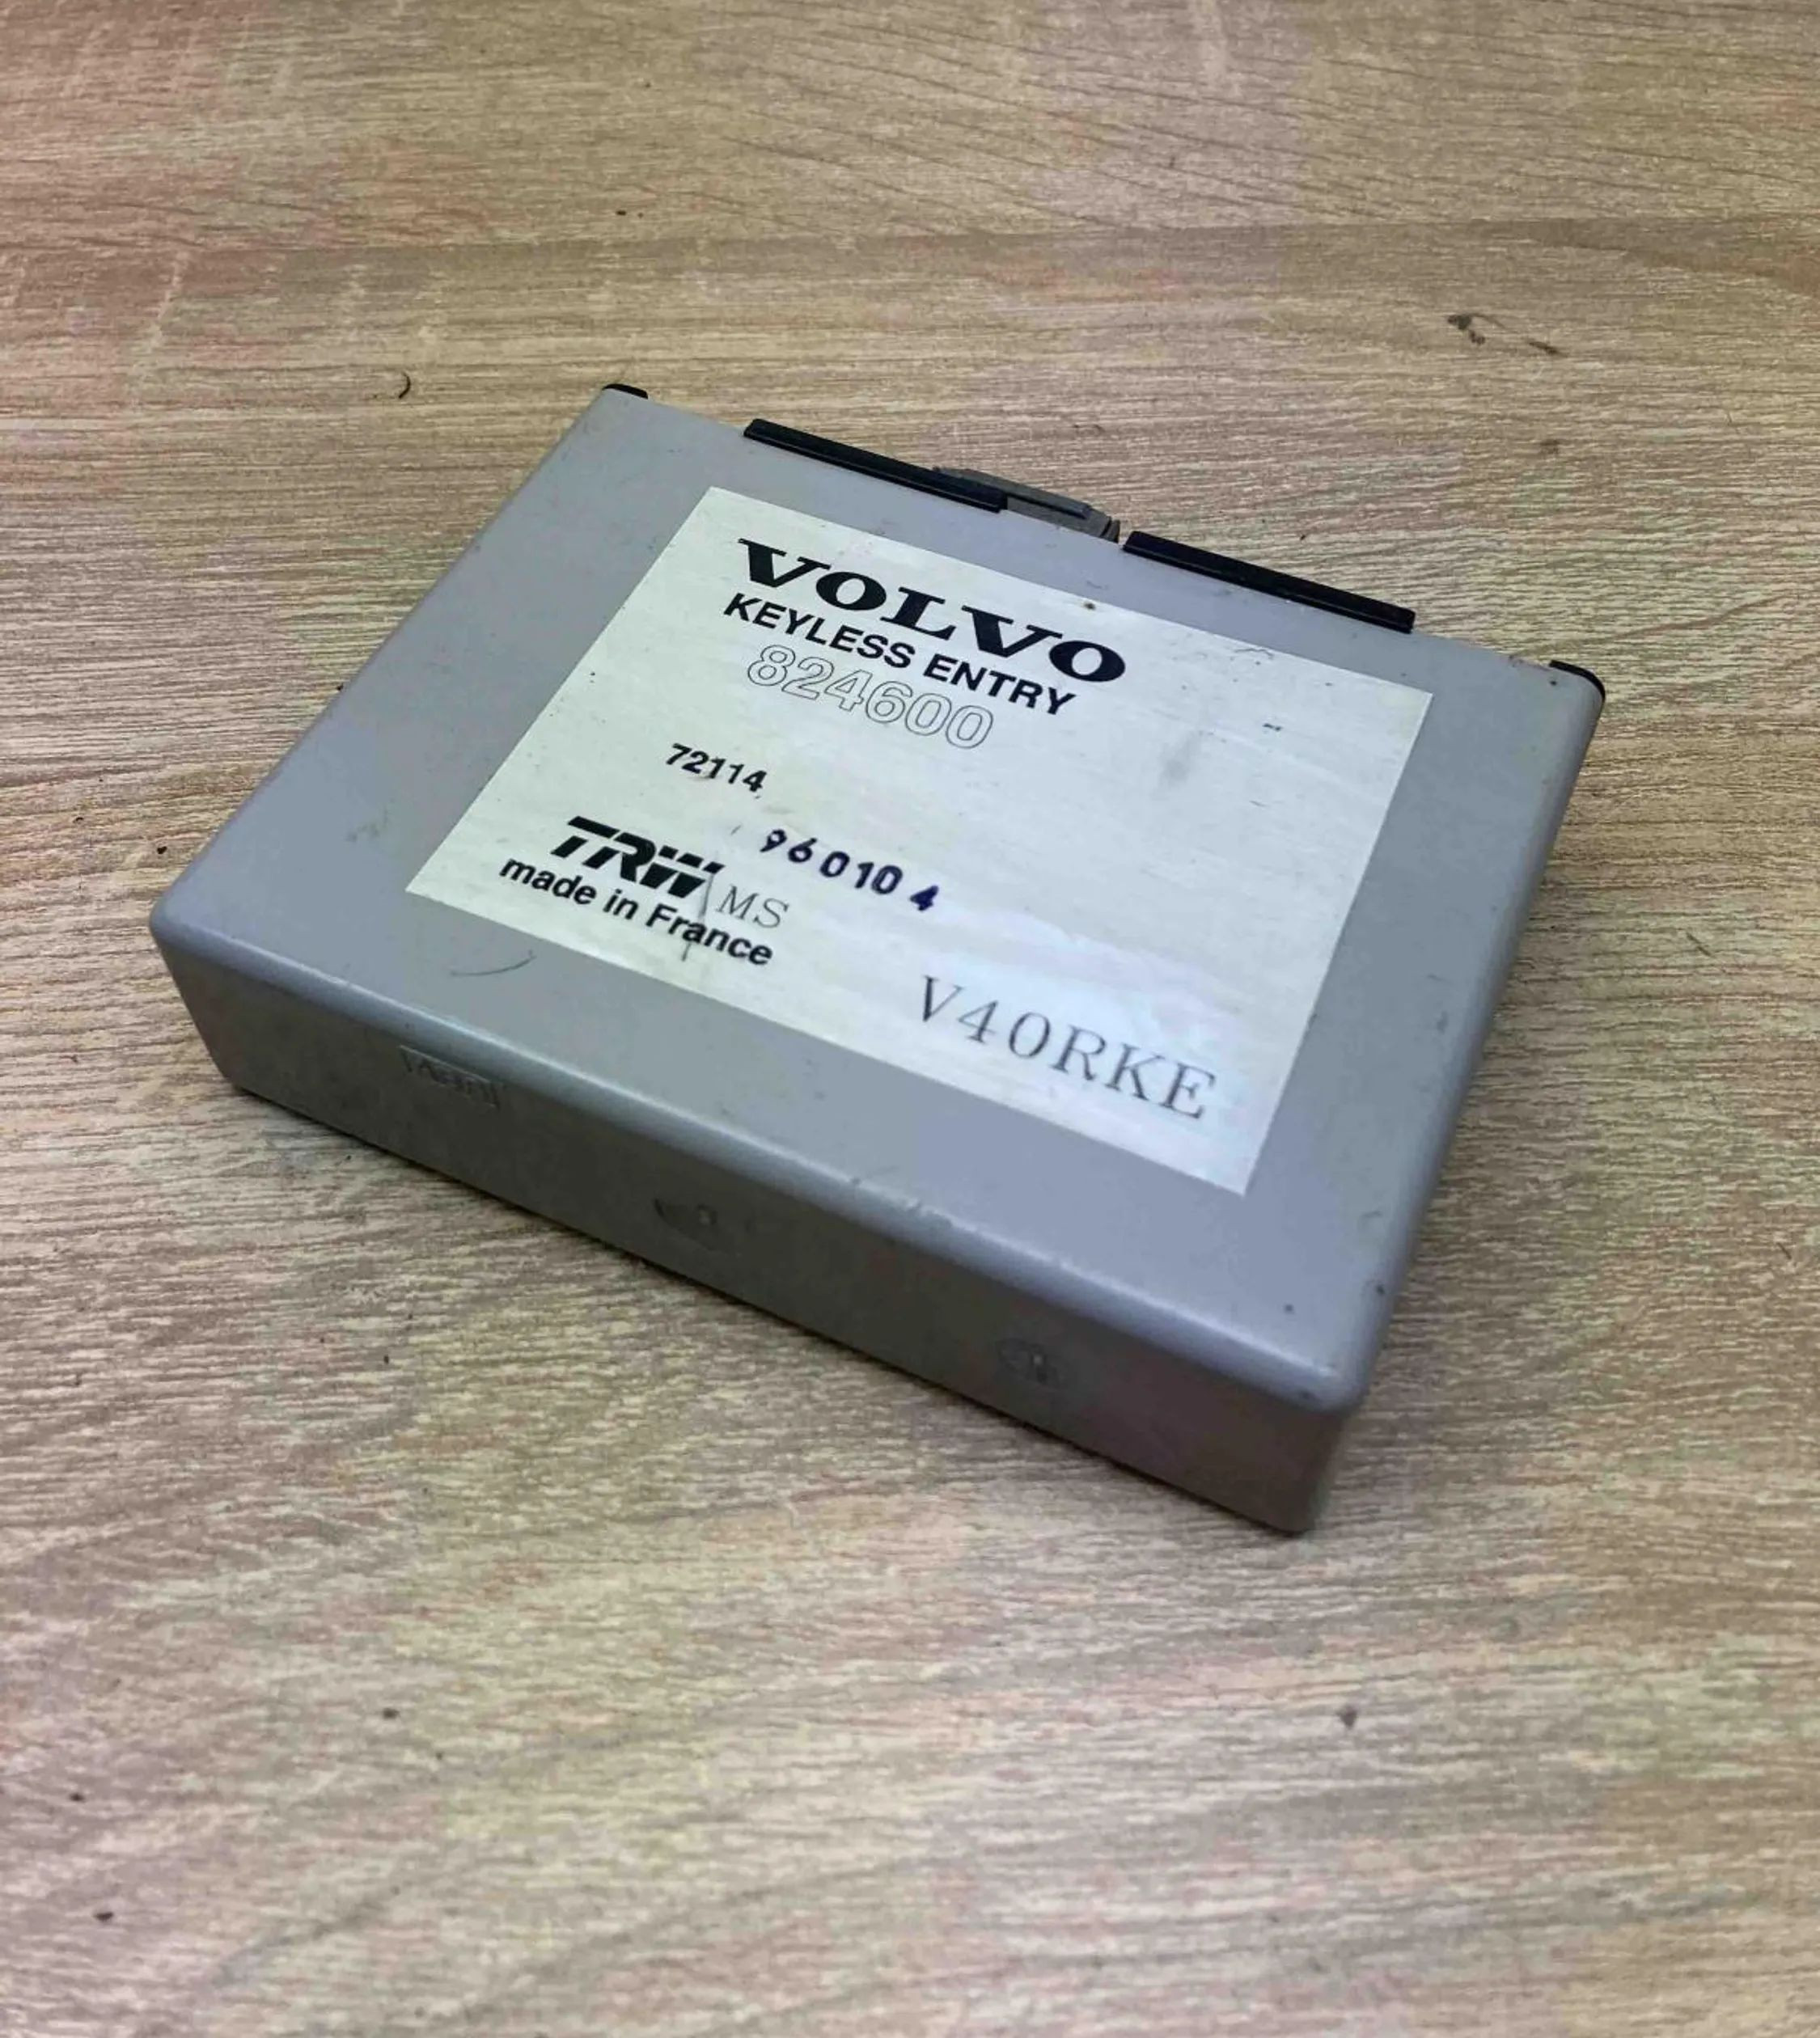 VOLVO
KEYLESS ENTRY
824600
72114
960104
TRW MS
made in France
V40RKE